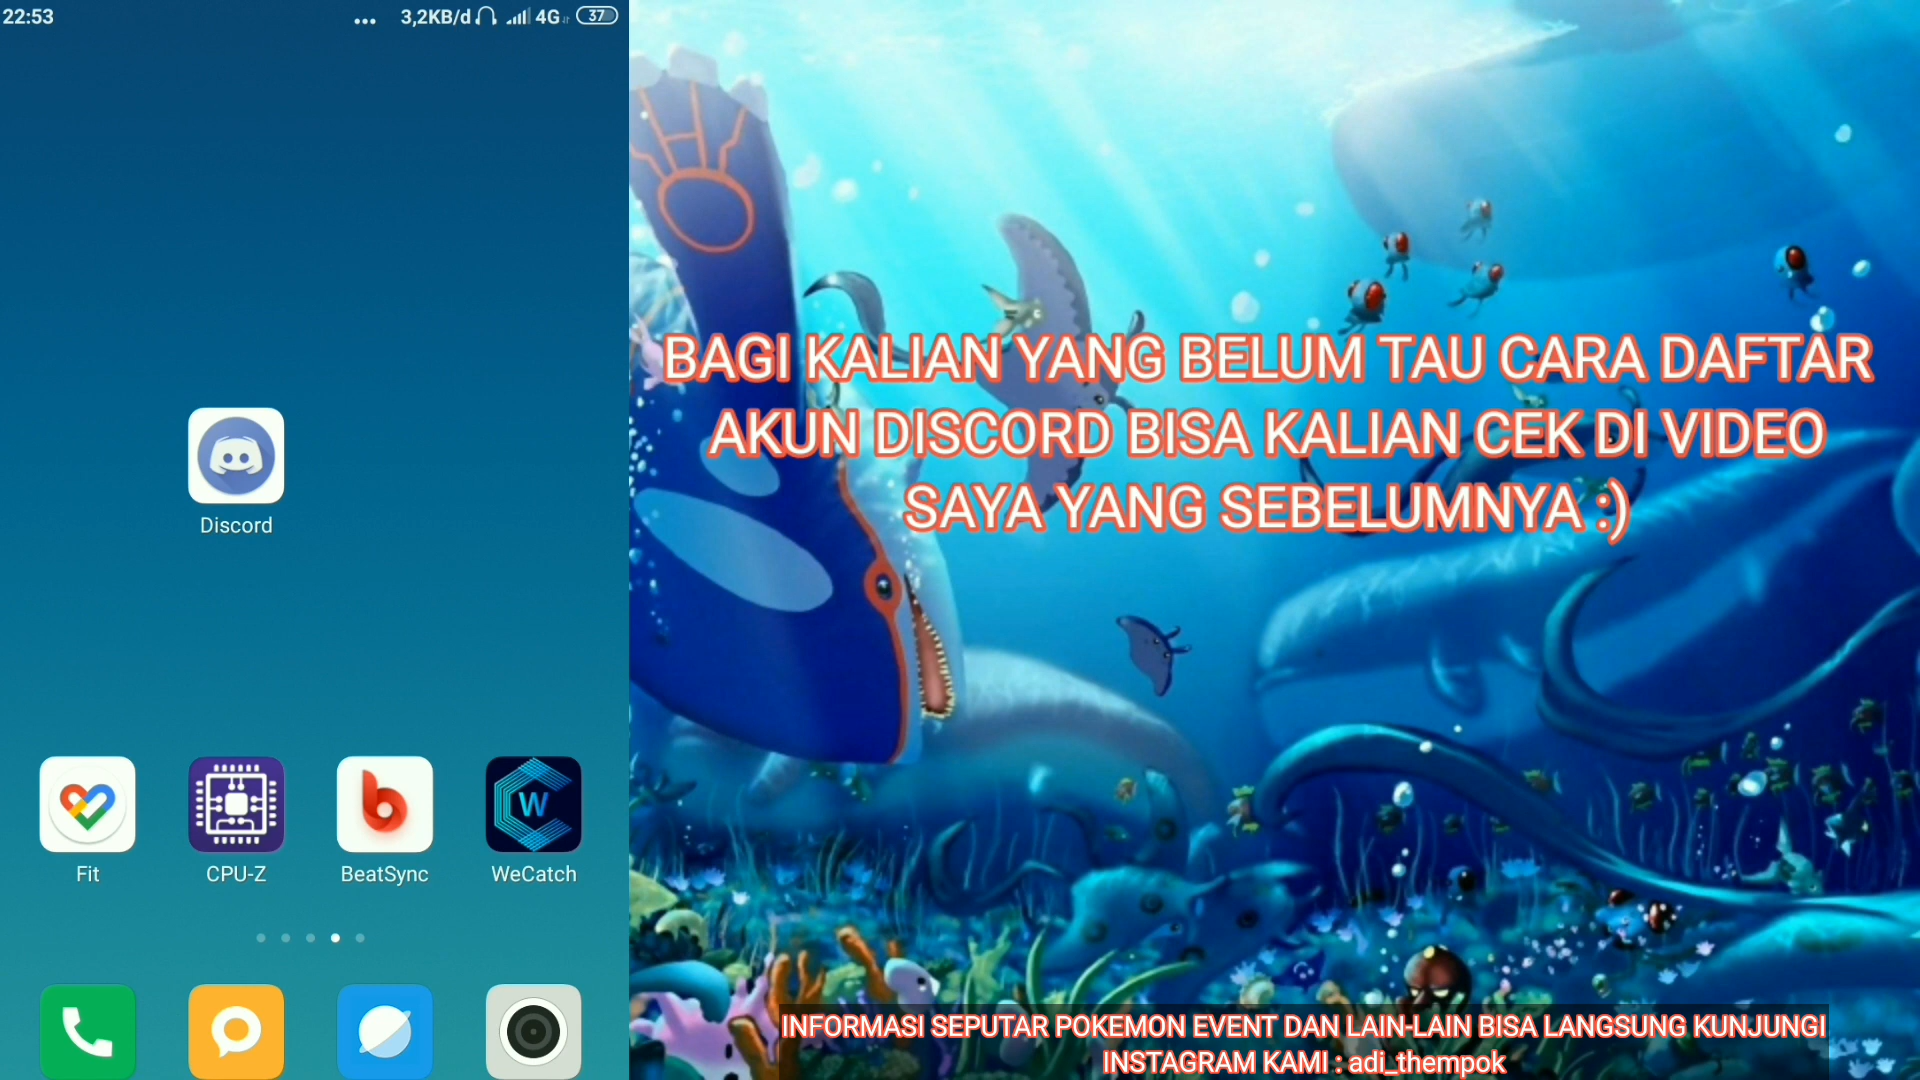 22:53
3,2KB/d 4G 37
Discord
Fit
CPU-Z
BeatSync
WeCatch
W
BAGI KALIAN YANG BELUM TAU CARA DAFTAR
AKUN DISCORD BISA KALIAN CEK DI VIDEO
SAYA YANG SEBELUMNYA :)
INFORMASI SEPUTAR POKEMON EVENT DAN LAIN-LAIN BISA LANGSUNG KUNJUNGI
INSTAGRAM KAMI : adi_thempok